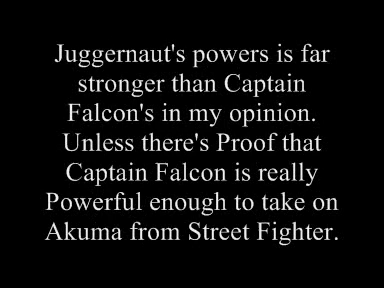 Juggernaut's powers is far
stronger than Captain
Falcon's in my opinion.
Unless there's Proof that
Captain Falcon is really
Powerful enough to take on
Akuma from Street Fighter.